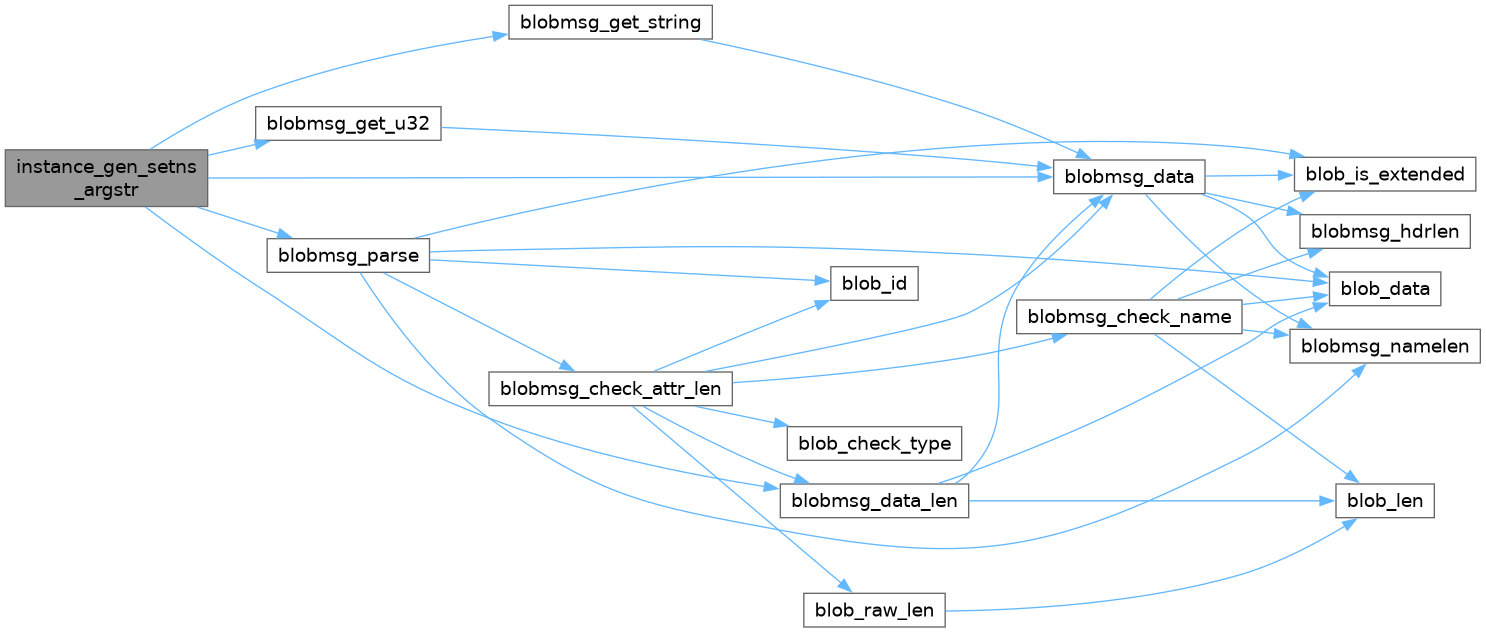 blobmsg_get_string
blobmsg_get_u32
instance_gen_setns
_argstr
blobmsg_data
blob_is_extended
blobmsg_hdrlen
blobmsg_parse
blob_id
blob_data
blobmsg_check_name
blobmsg_namelen
blobmsg_check_attr_len
blob_check_type
blobmsg_data_len
blob_len
blob_raw_len